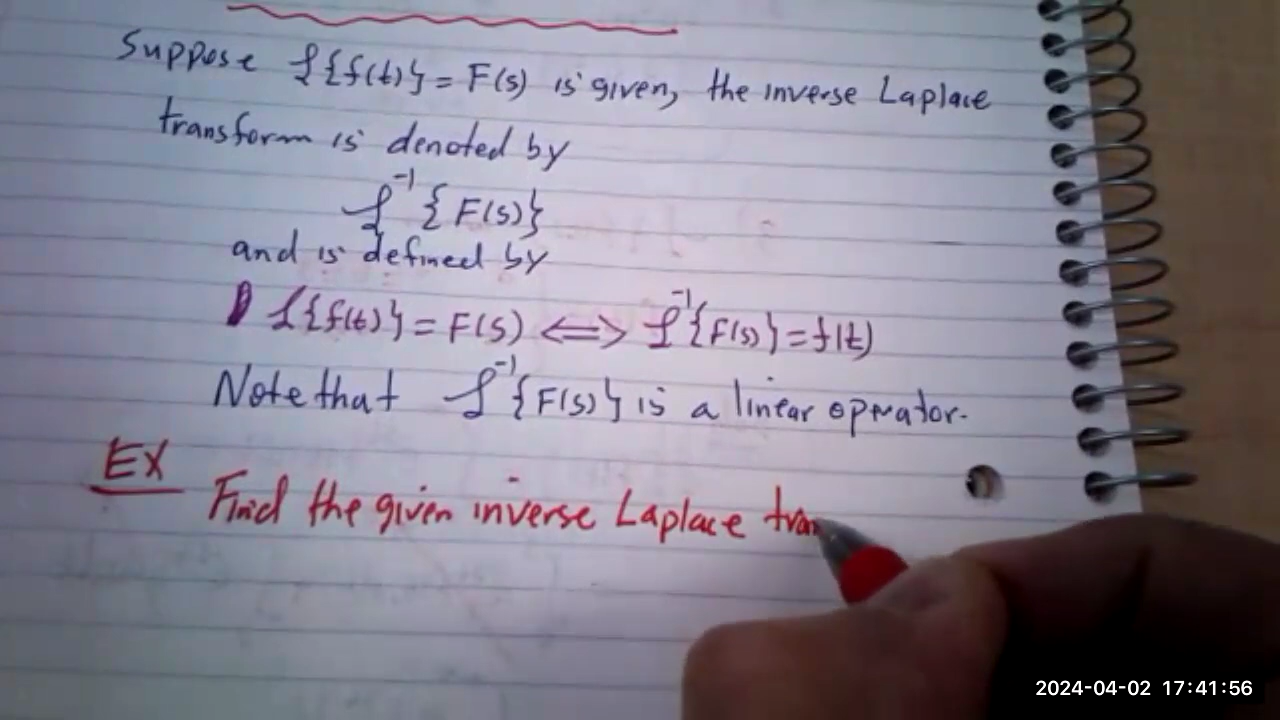 Suppose ℒ{f(t)} = F(s) is given, the inverse Laplace
transform is denoted by
ℒ⁻¹{F(s)}
and is defined by
ℒ{f(t)} = F(s) ⟺ ℒ⁻¹{F(s)} = f(t)
Note that ℒ⁻¹{F(s)} is a linear operator.
EX
Find the given inverse Laplace tran
2024-04-02 17:41:56